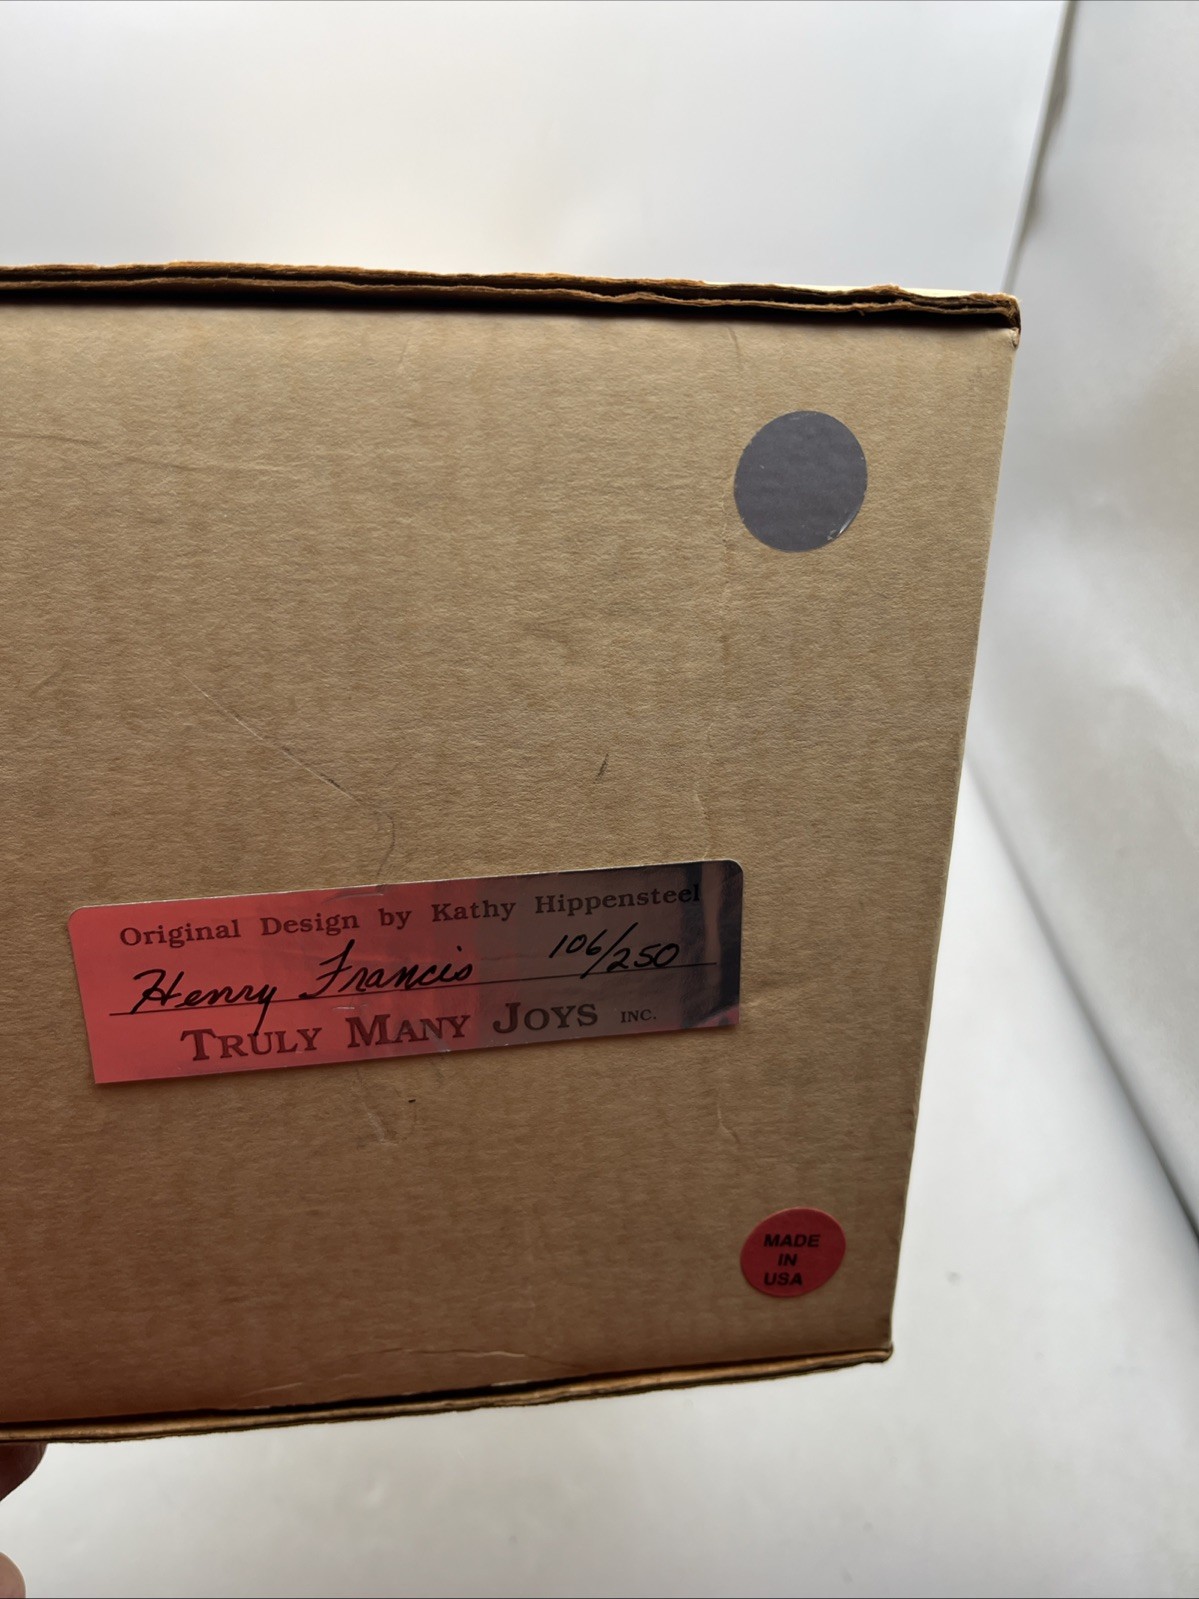 Original Design by Kathy Hippensteel
Henry Francis 106/250
TRULY MANY JOYS INC.
MADE
IN
USA